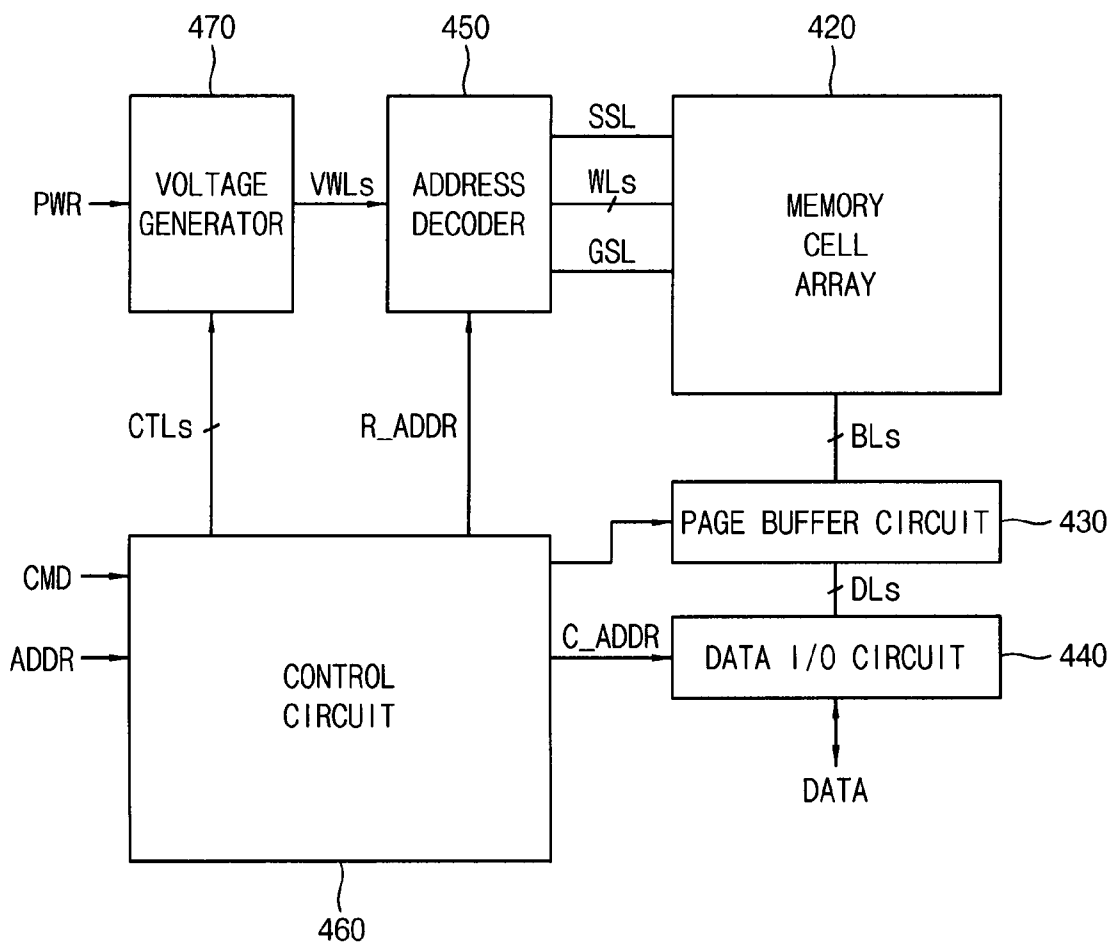 470
450
420
VOLTAGE
GENERATOR
ADDRESS
DECODER
MEMORY
CELL
ARRAY
PWR
VWLs
SSL
WLs
GSL
CTLs
R_ADDR
BLs
PAGE BUFFER CIRCUIT
430
DLs
CMD
ADDR
CONTROL
CIRCUIT
C_ADDR
DATA I/O CIRCUIT
440
DATA
460